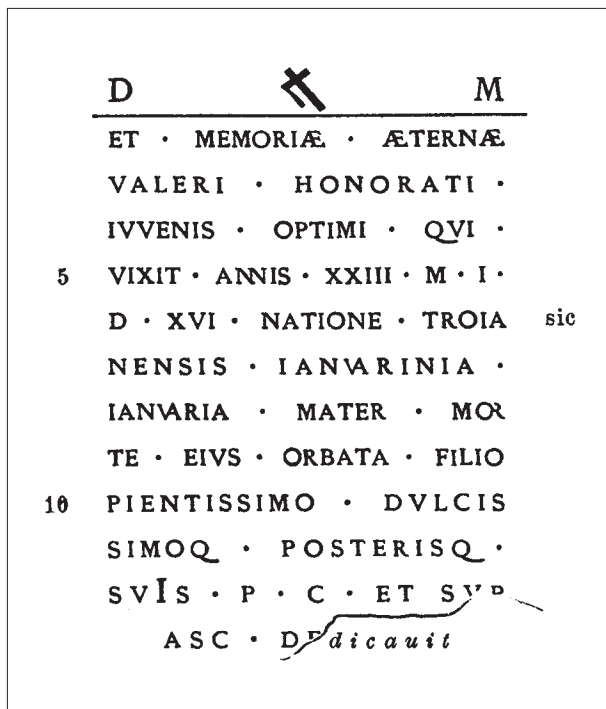 D M
ET · MEMORIÆ · ÆTERNÆ
VALERI · HONORATI ·
IVVENIS · OPTIMI · QVI ·
5 VIXIT · ANNIS · XXIII · M · I ·
D · XVI · NATIONE · TROIA sic
NENSIS · IANVARINIA ·
IANVARIA · MATER · MOR
TE · EIVS · ORBATA · FILIO
10 PIENTISSIMO · DVLCIS
SIMOQ · POSTERISQ ·
SVIS · P · C · ET SVB
ASC · DEdicauit